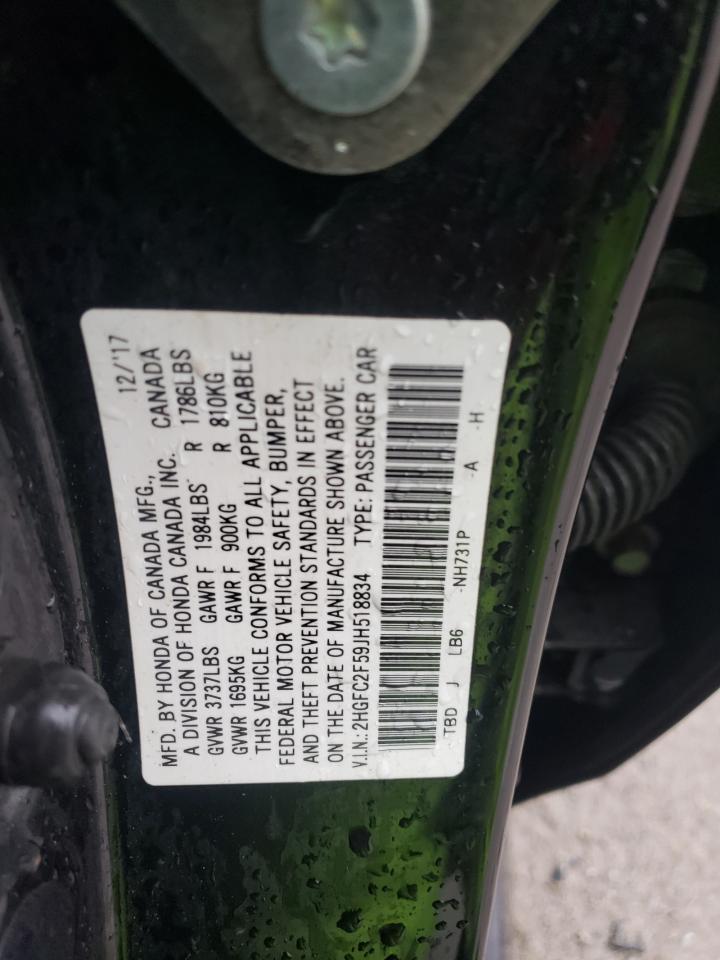 12/'17
MFD. BY HONDA OF CANADA MFG.,
A DIVISION OF HONDA CANADA INC. CANADA
GVWR 3737LBS GAWR F 1984LBS R 1786LBS
GVWR 1695KG GAWR F 900KG R 810KG
THIS VEHICLE CONFORMS TO ALL APPLICABLE
FEDERAL MOTOR VEHICLE SAFETY, BUMPER,
AND THEFT PREVENTION STANDARDS IN EFFECT
ON THE DATE OF MANUFACTURE SHOWN ABOVE.
V.I.N.: 2HGFC2F59JH518834 TYPE: PASSENGER CAR
TBD J LB6 -NH731P -A -H